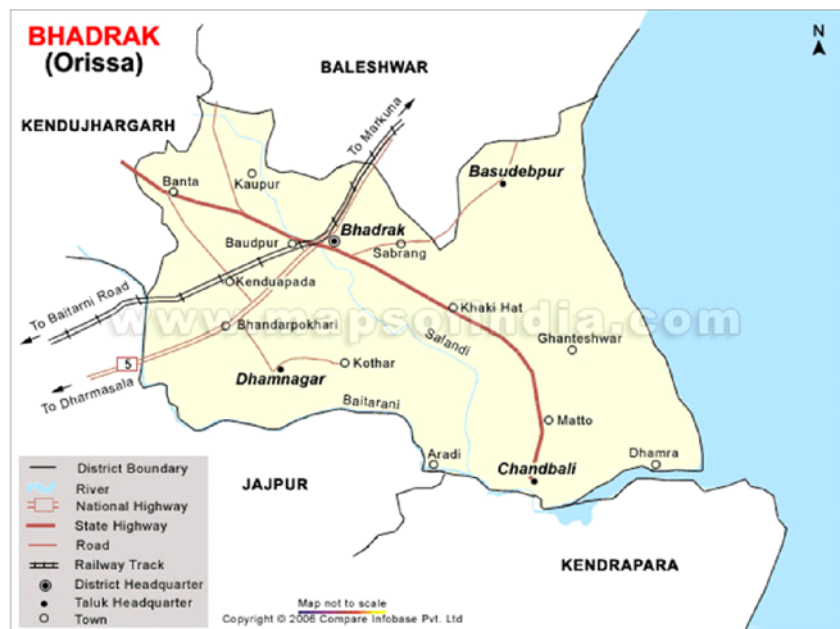 BHADRAK
(Orissa)
N
BALESHWAR
KENDUJHARGARH
To Markuna
Banta
Kaupur
Basudebpur
Bhadrak
Baudpur
Sabrang
Kenduapada
To Baitarni Road
Khaki Hat
www.mapsofindia.com
Bhandarpokhari
Salandi
Ghanteshwar
5
Kothar
Dhamnagar
To Dharmasala
Baitarani
Matto
Aradi
Dhamra
Chandbali
JAJPUR
KENDRAPARA
District Boundary
River
National Highway
State Highway
Road
Railway Track
District Headquarter
Taluk Headquarter
Town
Map not to scale
Copyright © 2006 Compare Infobase Pvt. Ltd